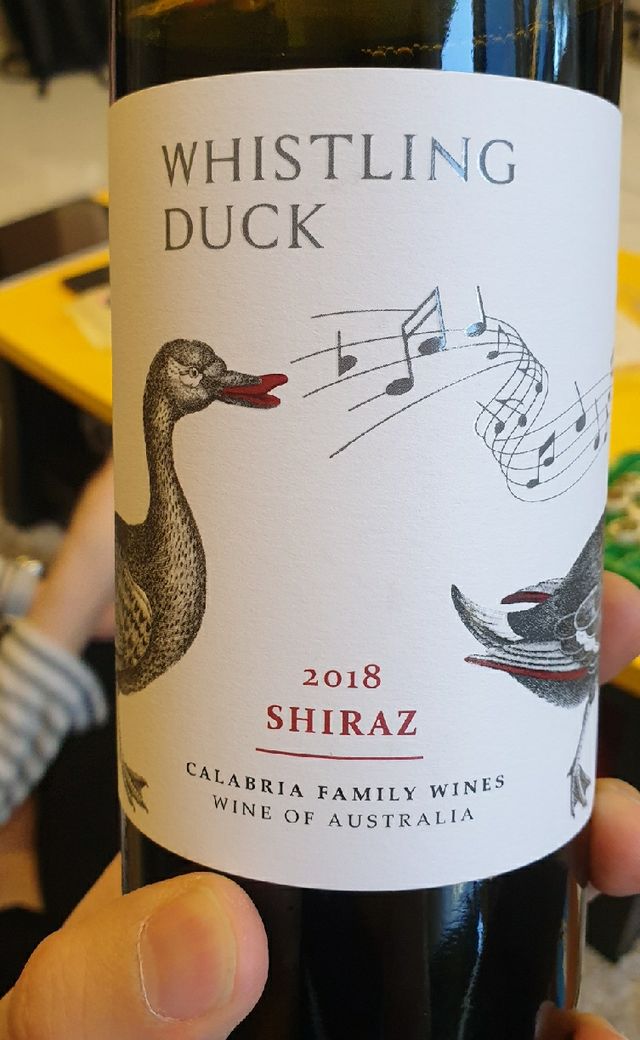 WHISTLING
DUCK
2018
SHIRAZ
CALABRIA FAMILY WINES
WINE OF AUSTRALIA